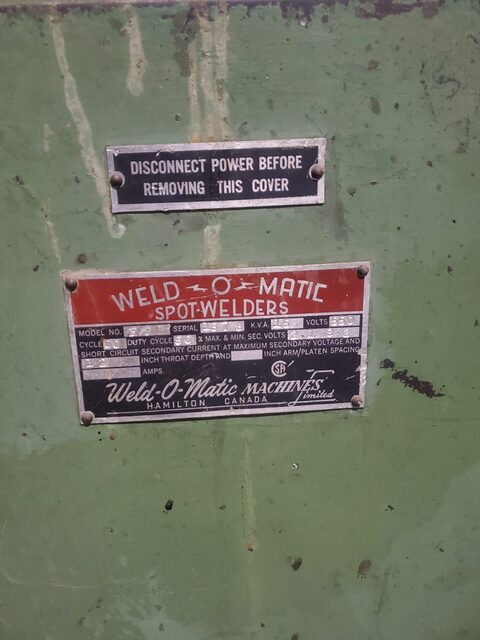 DISCONNECT POWER BEFORE
REMOVING THIS COVER
WELD-O-MATIC
SPOT-WELDERS
MODEL NO. SERIAL K.V.A. VOLTS 550
CYCLE DUTY CYCLE % MAX. & MIN. SEC. VOLTS
SHORT CIRCUIT SECONDARY CURRENT AT MAXIMUM SECONDARY VOLTAGE AND
INCH THROAT DEPTH AND INCH ARM/PLATEN SPACING
AMPS.
Weld-O-Matic MACHINES Limited
HAMILTON CANADA